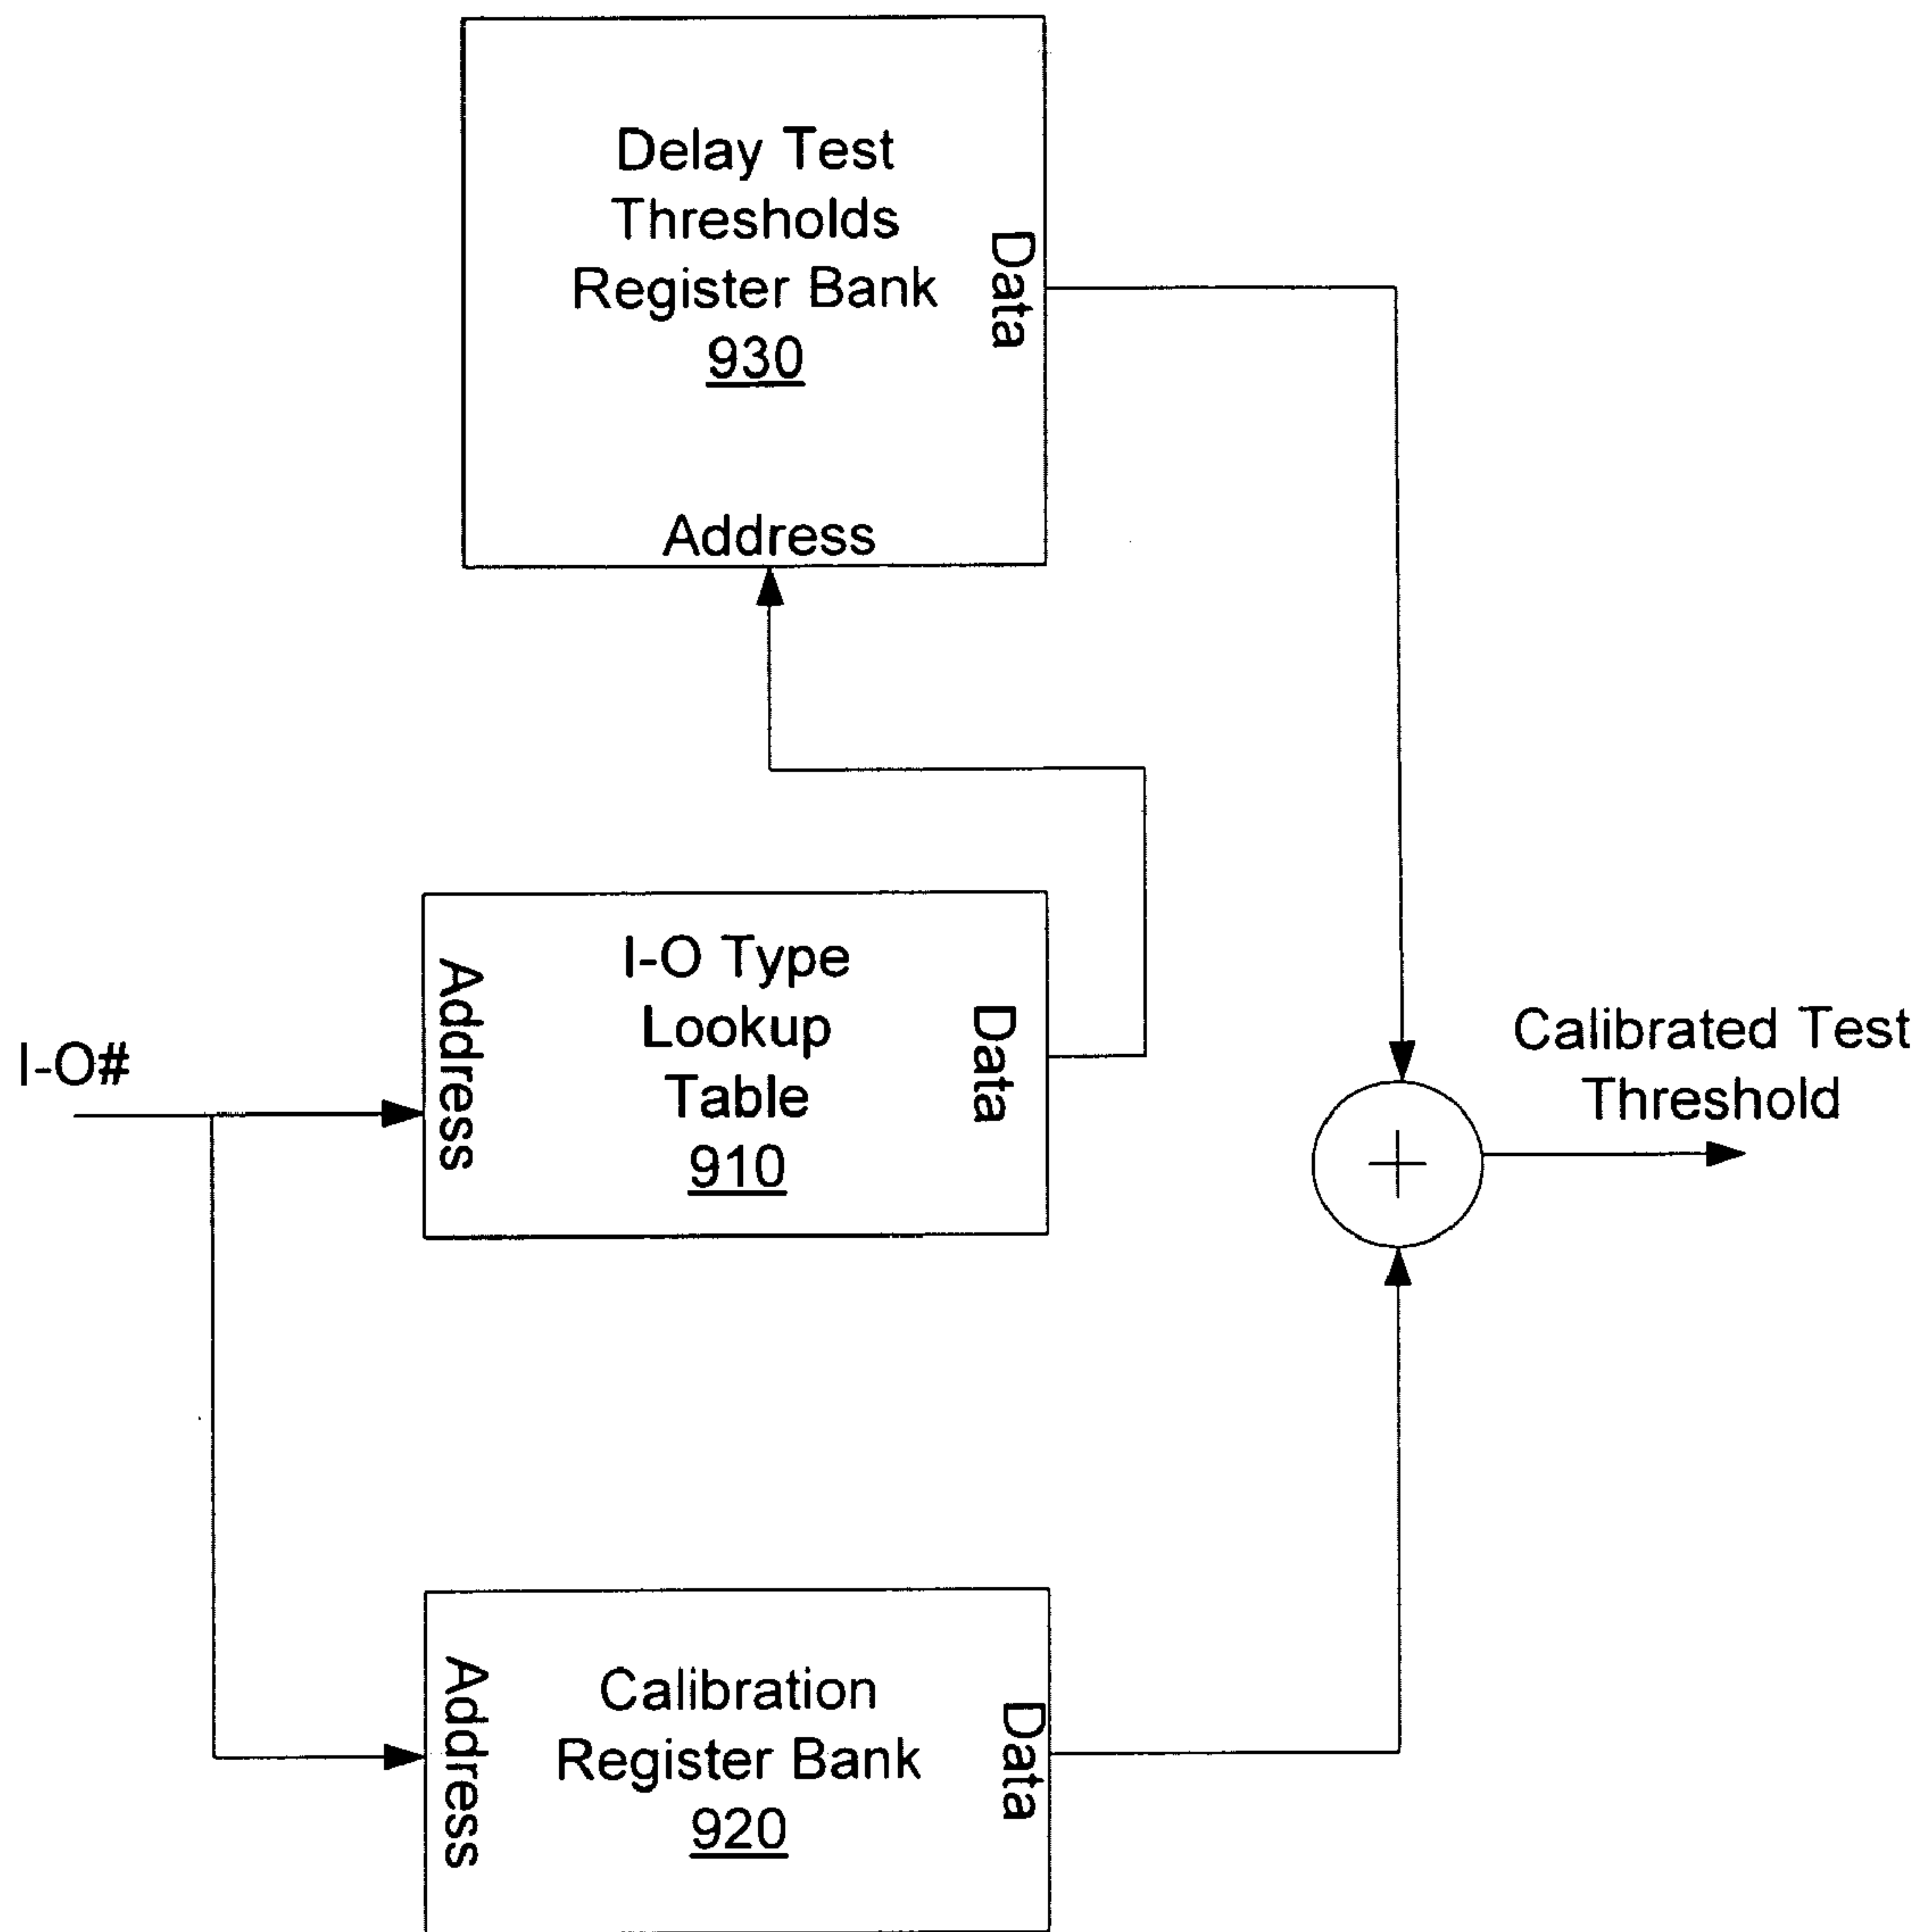 Delay Test
Thresholds
Register Bank
930
Data
Address
I-O#
Address
I-O Type
Lookup
Table
910
Data
Calibrated Test
Threshold
+
Address
Calibration
Register Bank
920
Data